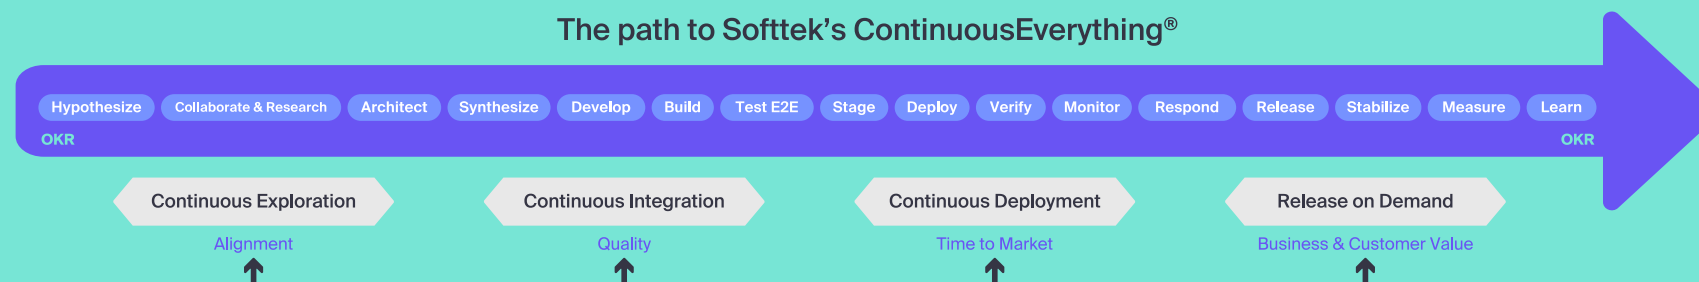 The path to Softtek's ContinuousEverything®
Hypothesize Collaborate & Research Architect Synthesize Develop Build Test E2E Stage Deploy Verify Monitor Respond Release Stabilize Measure Learn
OKR OKR
Continuous Exploration Continuous Integration Continuous Deployment Release on Demand
Alignment Quality Time to Market Business & Customer Value